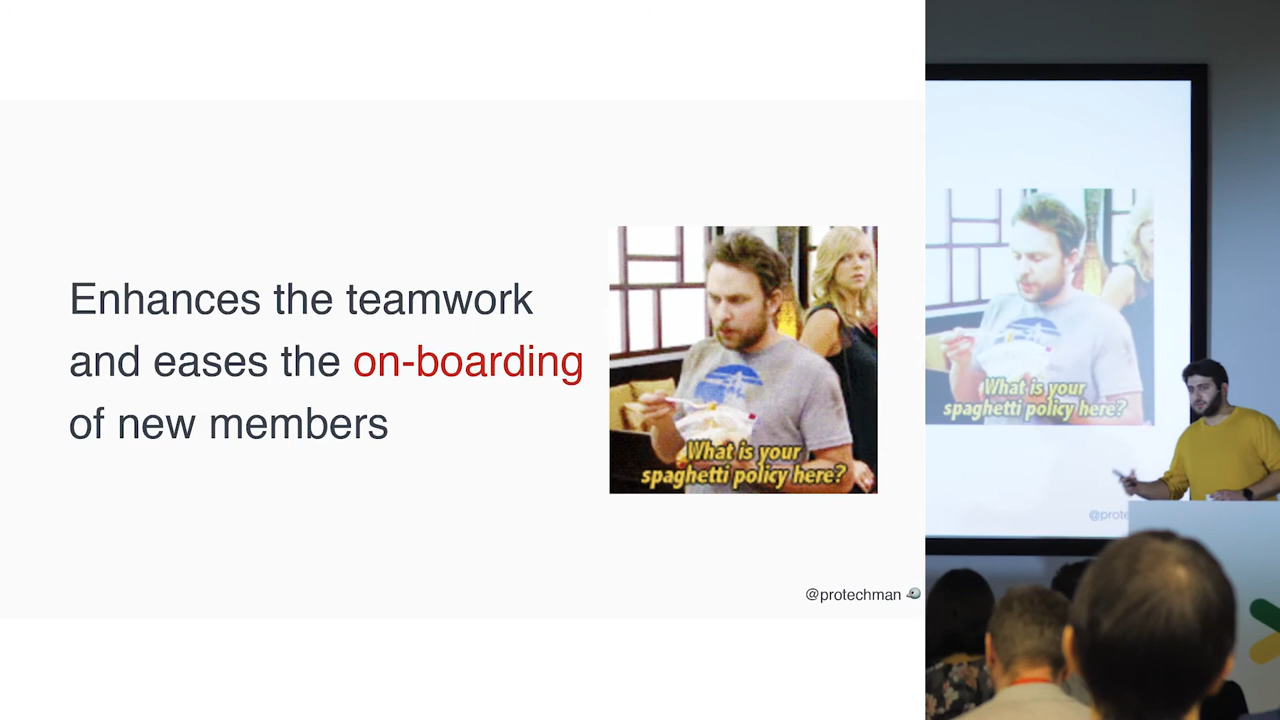 Enhances the teamwork
and eases the on-boarding
of new members
What is your
spaghetti policy here?
@protechman
What is your
spaghetti policy here?
@prote